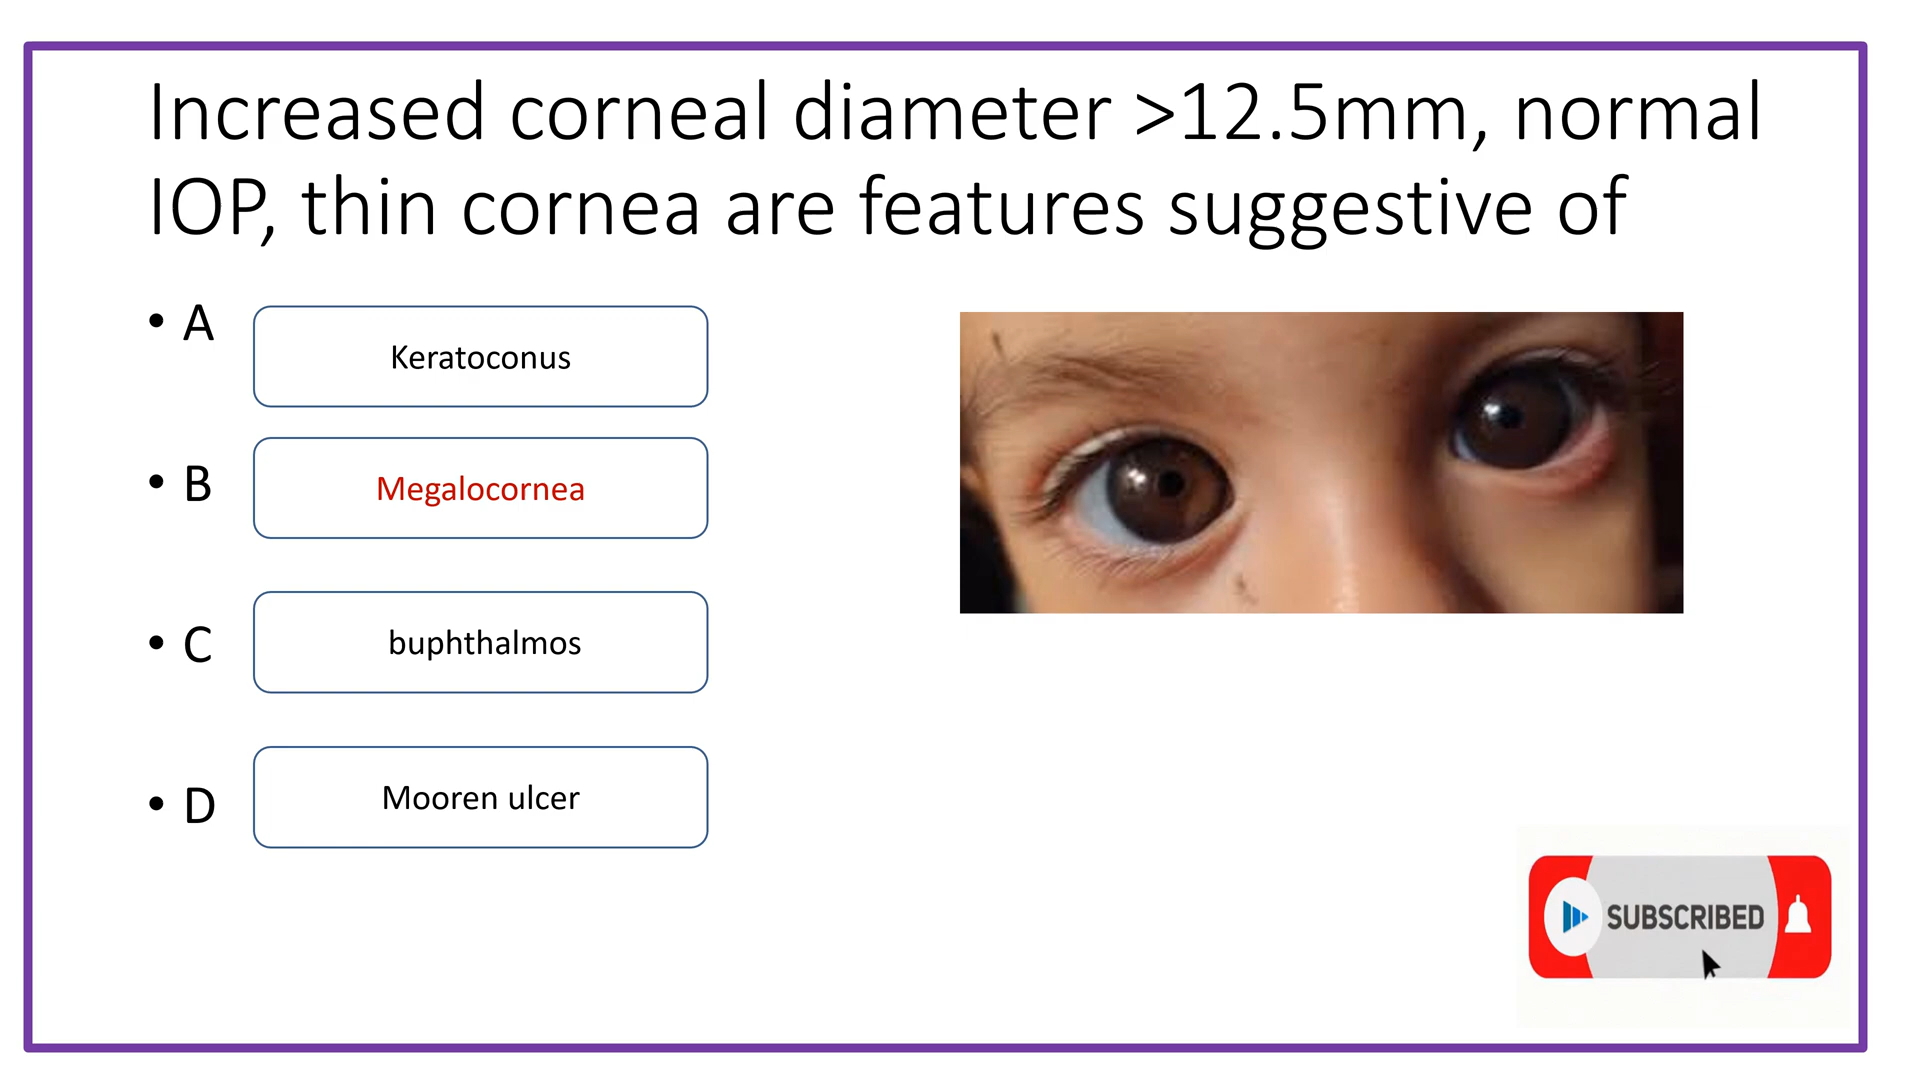 Increased corneal diameter >12.5mm, normal
IOP, thin cornea are features suggestive of
• A
Keratoconus
• B
Megalocornea
• C
buphthalmos
• D
Mooren ulcer
SUBSCRIBED